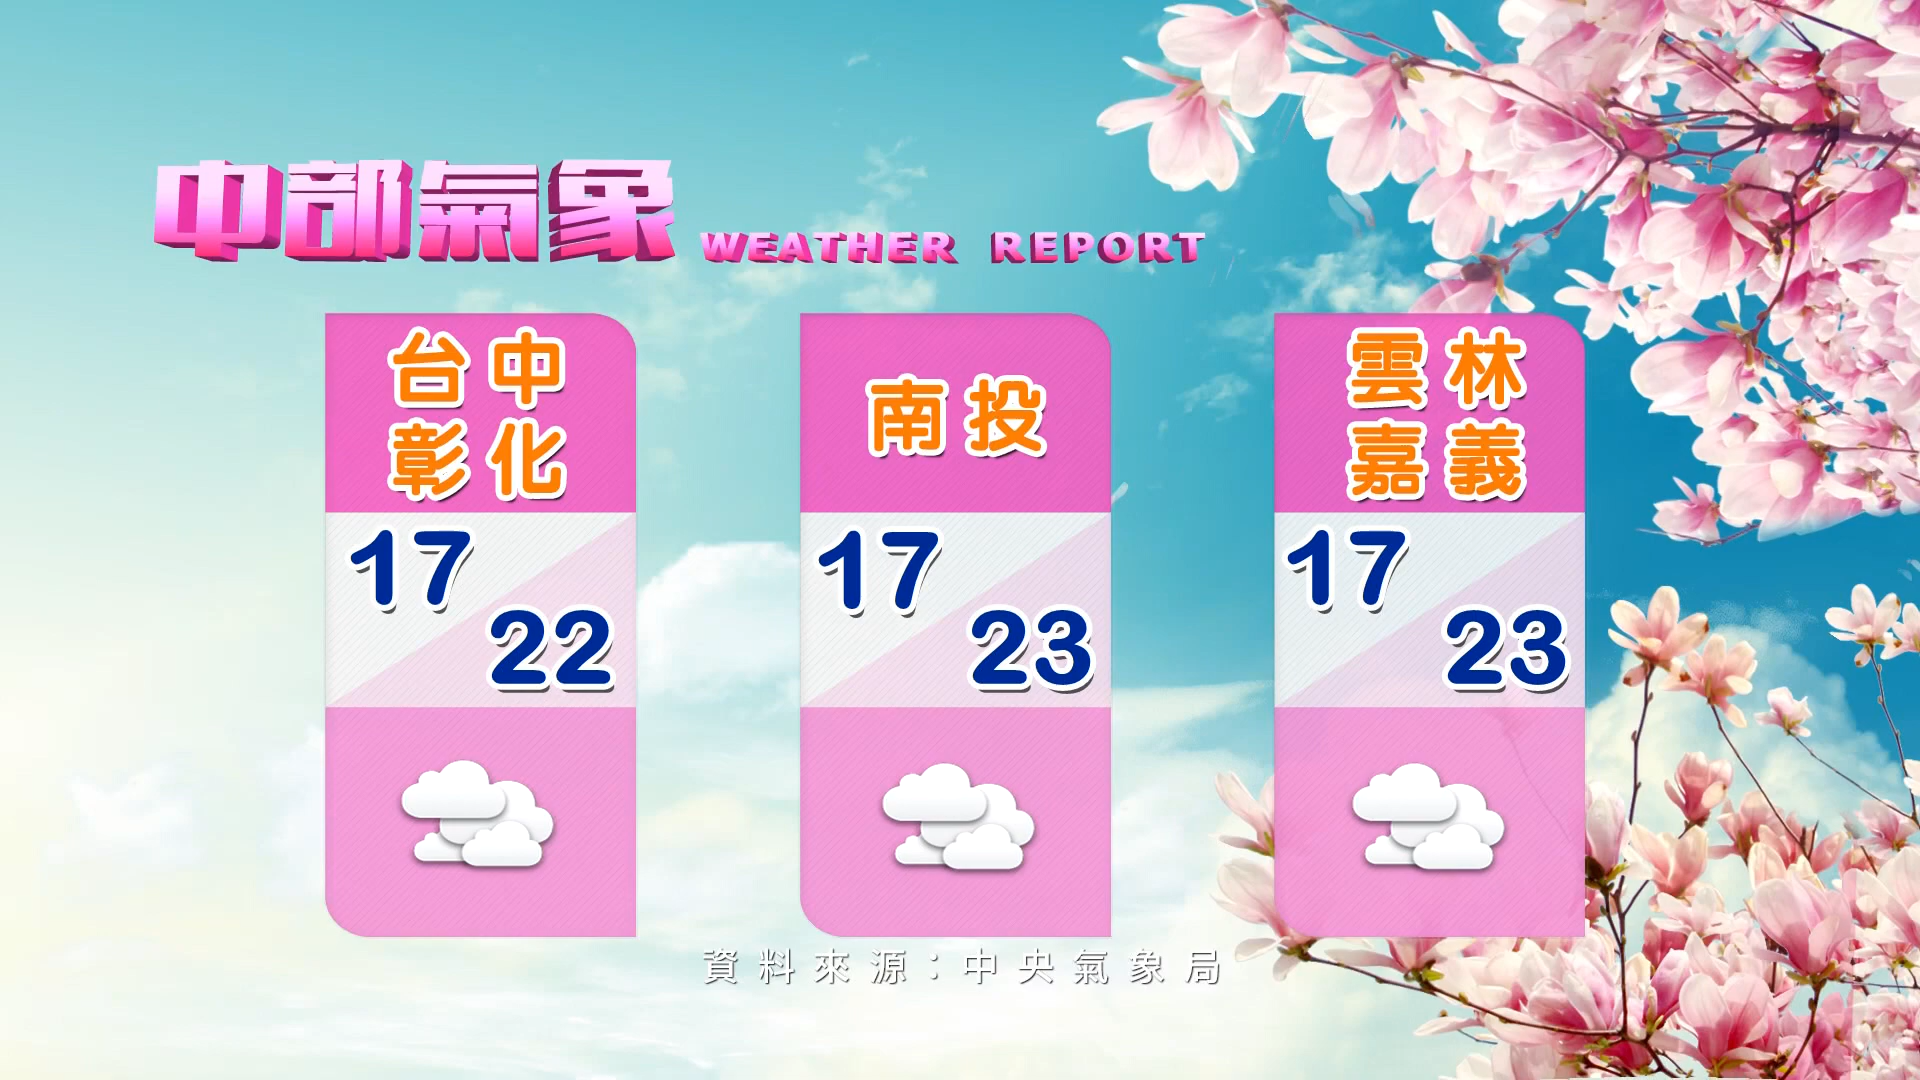 中部氣象 WEATHER REPORT
台中
彰化
17
22
南投
17
23
雲林
嘉義
17
23
資料來源：中央氣象局